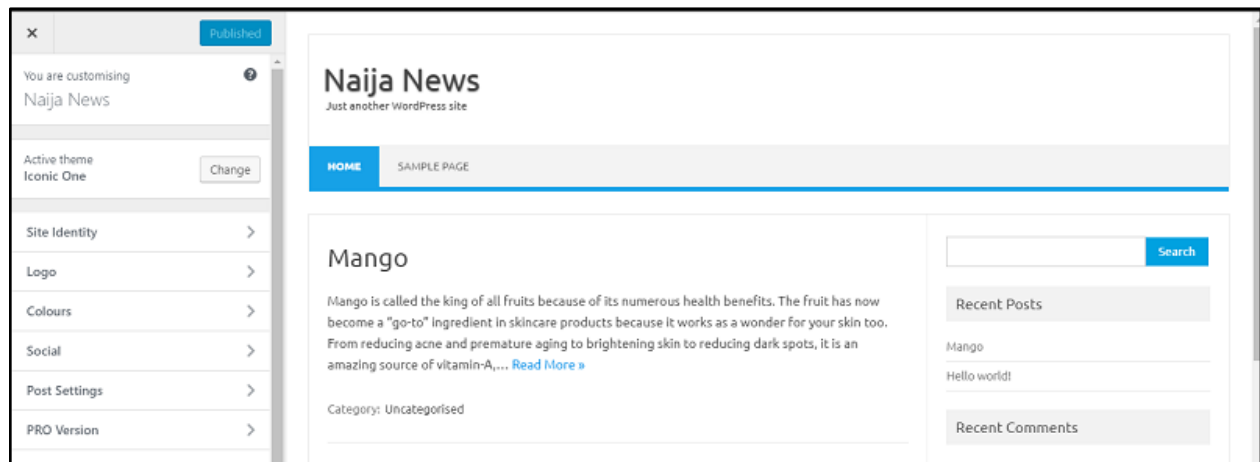 Published
You are customising
Naija News
Active theme
Iconic One
Change
Site Identity
Logo
Colours
Social
Post Settings
PRO Version
Naija News
Just another WordPress site
HOME
SAMPLE PAGE
Mango
Mango is called the king of all fruits because of its numerous health benefits. The fruit has now
become a "go-to" ingredient in skincare products because it works as a wonder for your skin too.
From reducing acne and premature aging to brightening skin to reducing dark spots, it is an
amazing source of vitamin-A,… Read More »
Category: Uncategorised
Search
Recent Posts
Mango
Hello world!
Recent Comments